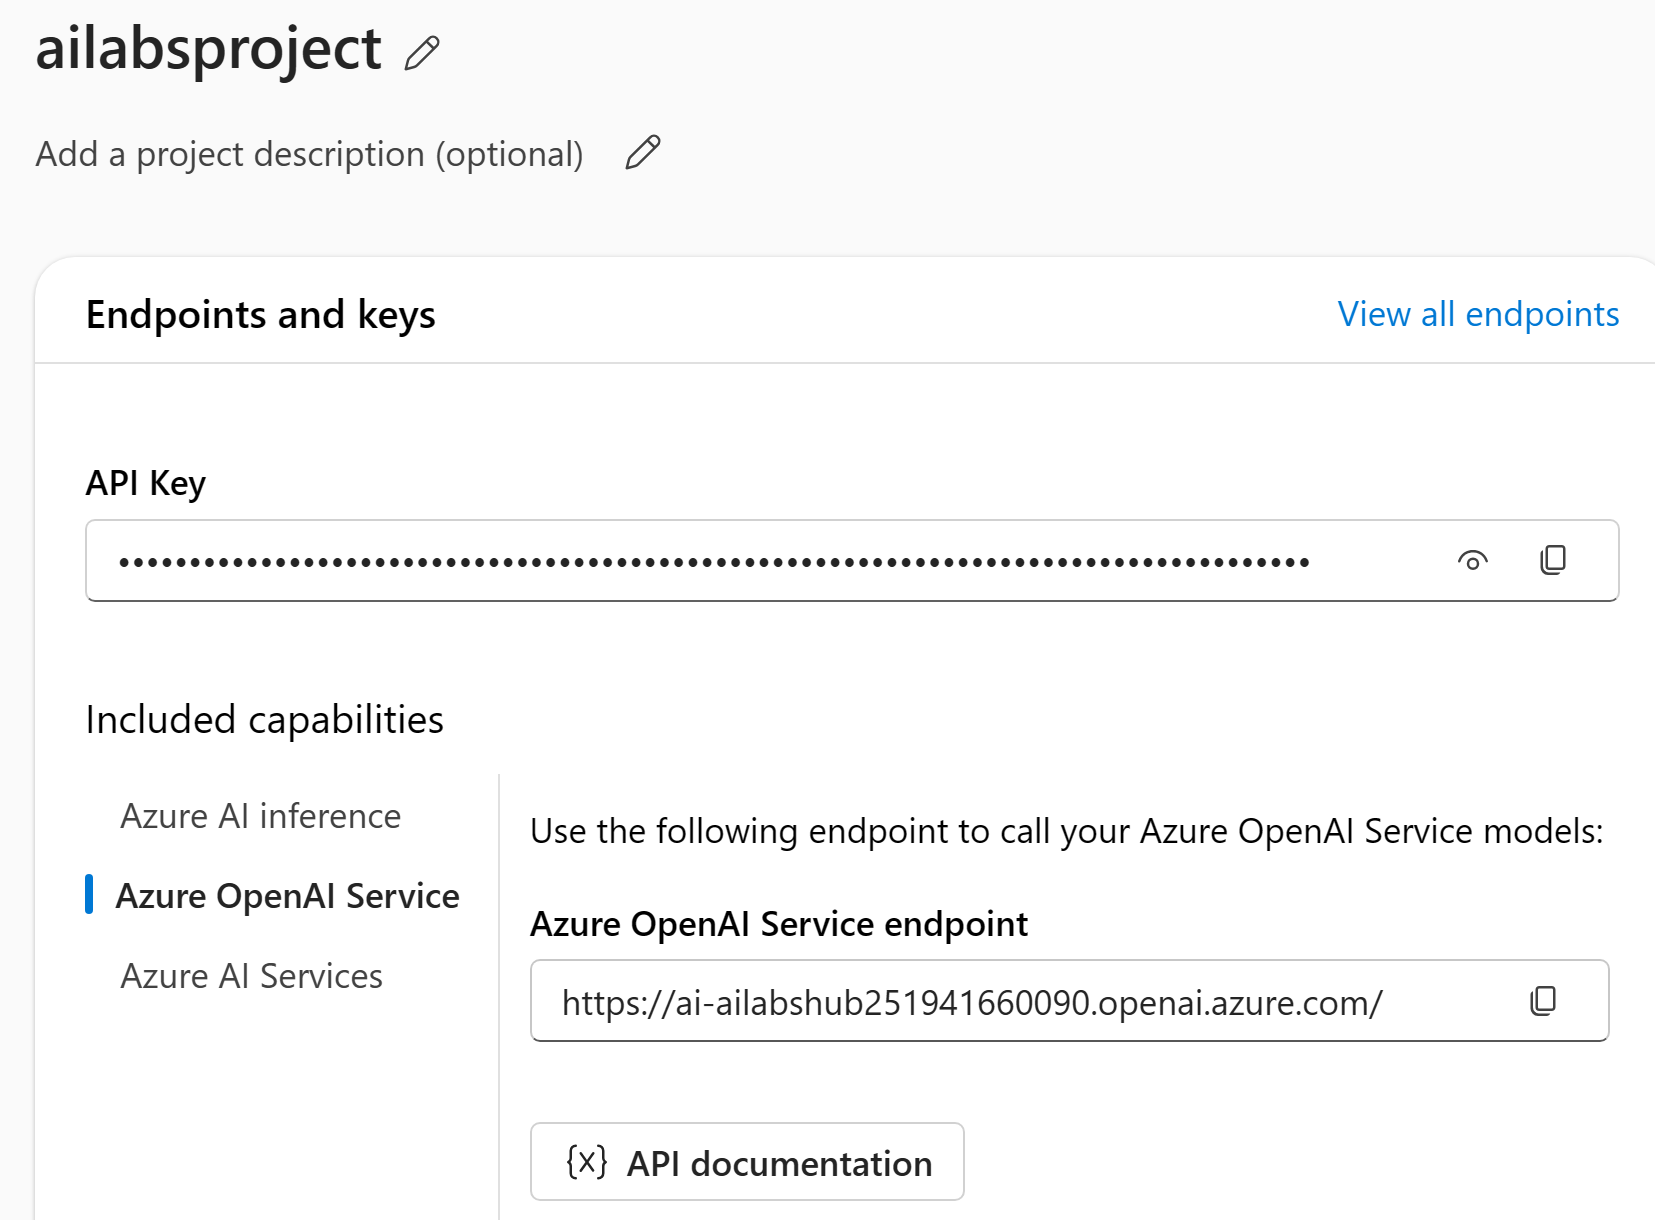 ailabsproject
Add a project description (optional)
Endpoints and keys
View all endpoints
API Key
••••••••••••••••••••••••••••••••••••••••••••••••••••••••••••••••••••••••••••••••••••
Included capabilities
Azure AI inference
Azure OpenAI Service
Azure AI Services
Use the following endpoint to call your Azure OpenAI Service models:
Azure OpenAI Service endpoint
https://ai-ailabshub251941660090.openai.azure.com/
{x} API documentation